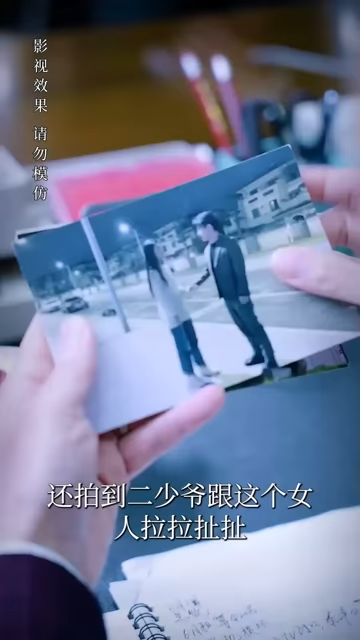 影视效果 请勿模仿
还拍到二少爷跟这个女
人拉拉扯扯